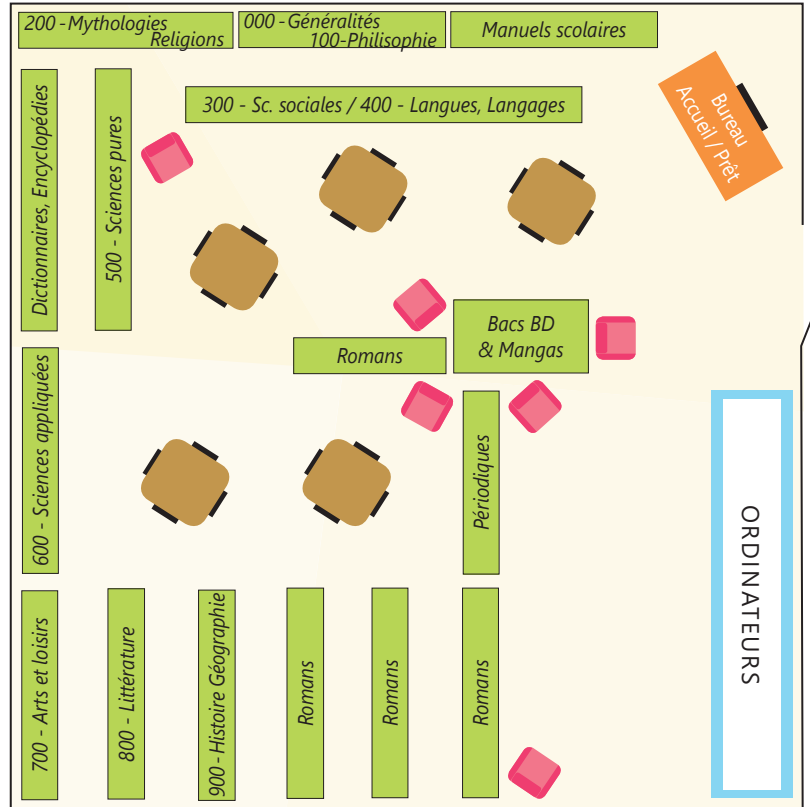 200 - Mythologies
Religions
000 - Généralités
100-Philisophie
Manuels scolaires
Bureau
Accueil / Prêt
Dictionnaires, Encyclopédies
500 - Sciences pures
300 - Sc. sociales / 400 - Langues, Langages
Romans
Bacs BD
& Mangas
600 - Sciences appliquées
Périodiques
ORDINATEURS
700 - Arts et loisirs
800 - Littérature
900 - Histoire Géographie
Romans
Romans
Romans